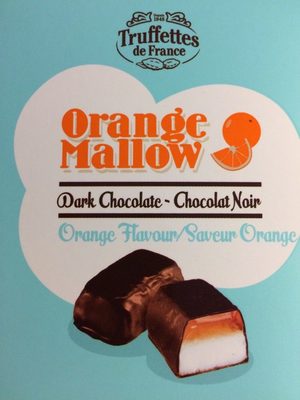 Truffettes
de France
Orange
Mallow
Dark Chocolate - Chocolat Noir
Orange Flavour/Saveur Orange